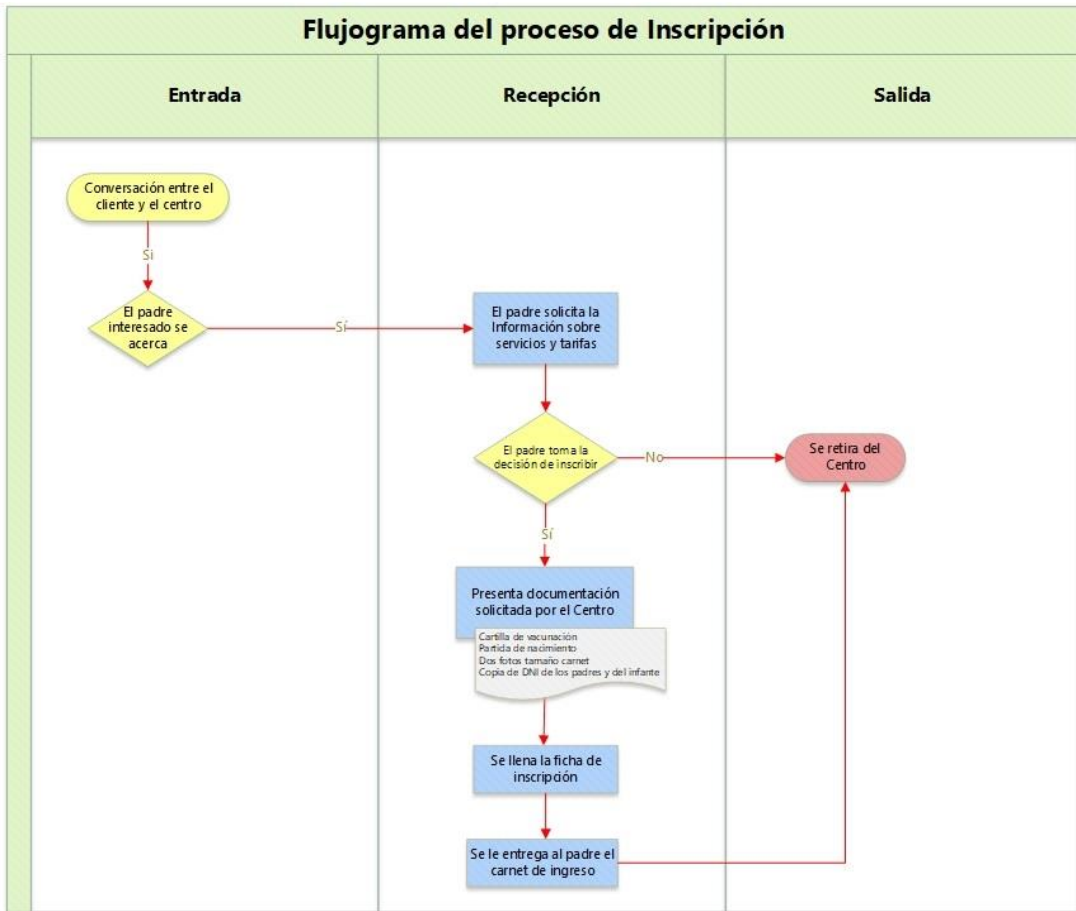 Flujograma del proceso de Inscripción
Entrada
Recepción
Salida
Conversación entre el
cliente y el centro
Si
El padre
interesado se
acerca
Sí
El padre solicita la
Información sobre
servicios y tarifas
El padre toma la
decisión de inscribir
No
Se retira del
Centro
Sí
Presenta documentación
solicitada por el Centro
Cartilla de vacunación
Partida de nacimiento
Dos fotos tamaño carnet
Copia de DNI de los padres y del infante
Se llena la ficha de
inscripción
Se le entrega al padre el
carnet de ingreso